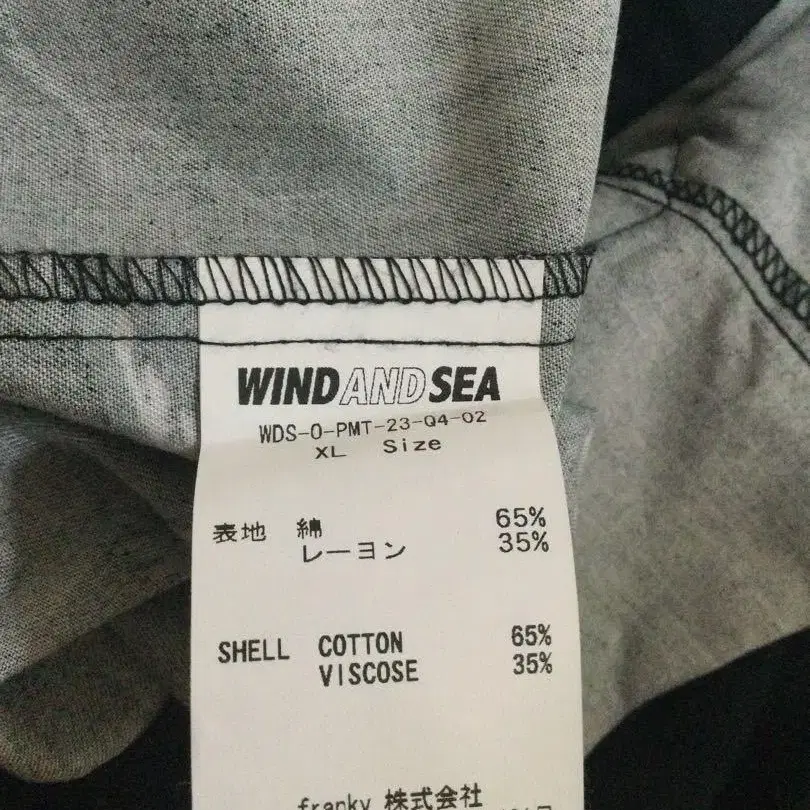 WINDANDSEA
WDS-O-PMT-23-Q4-02
XL Size
表地 綿 65%
レーヨン 35%
SHELL COTTON 65%
VISCOSE 35%
franky 株式会社